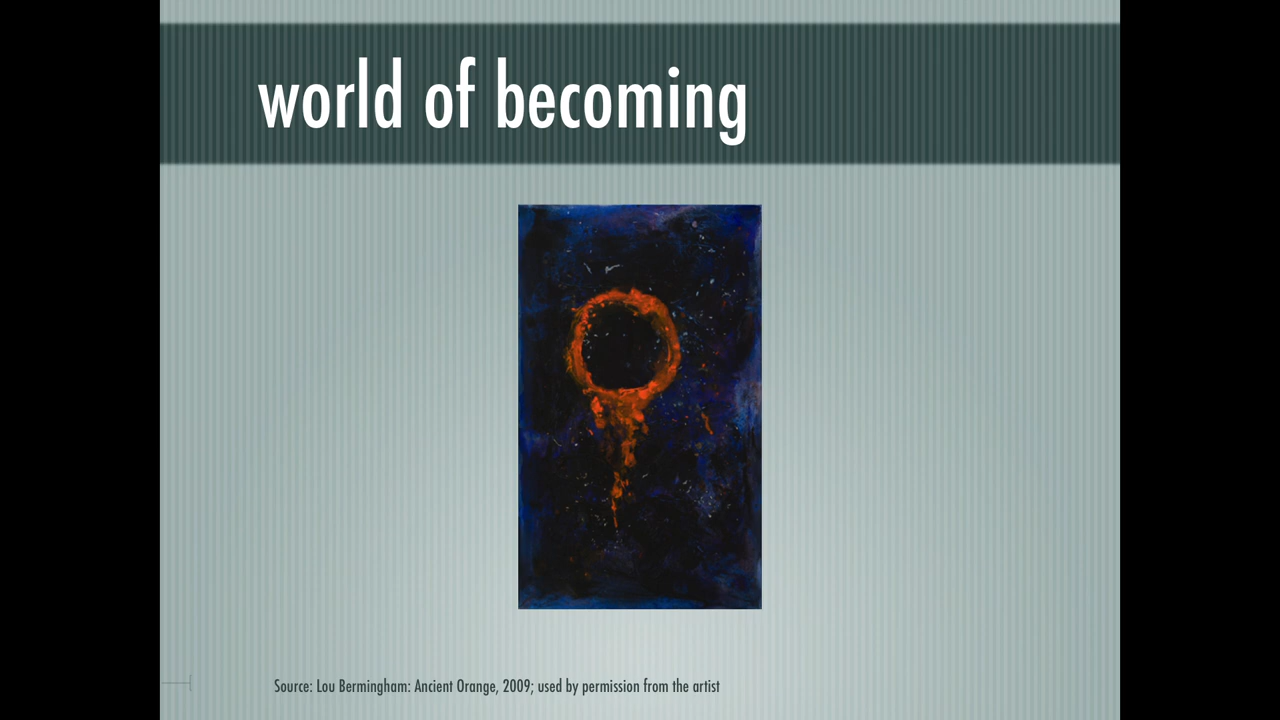 world of becoming
Source: Lou Bermingham: Ancient Orange, 2009; used by permission from the artist